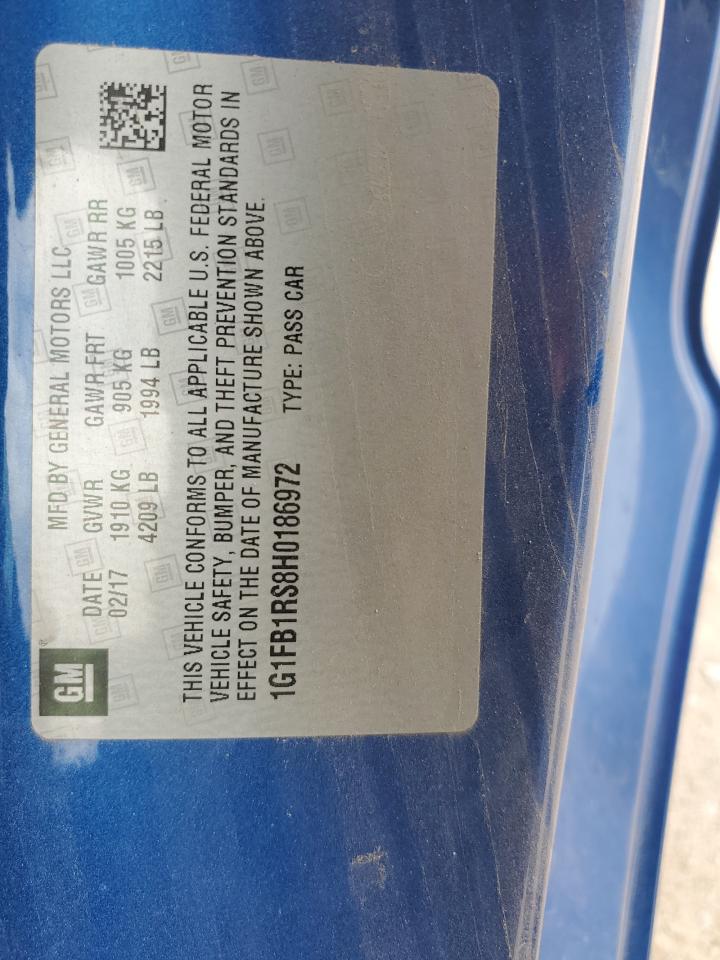 GM
MFD BY GENERAL MOTORS LLC
DATE GVWR GAWR FRT GAWR RR
02/17 1910 KG 905 KG 1005 KG
4209 LB 1994 LB 2215 LB
THIS VEHICLE CONFORMS TO ALL APPLICABLE U.S. FEDERAL MOTOR
VEHICLE SAFETY, BUMPER, AND THEFT PREVENTION STANDARDS IN
EFFECT ON THE DATE OF MANUFACTURE SHOWN ABOVE.
1G1FB1RS8H0186972 TYPE: PASS CAR